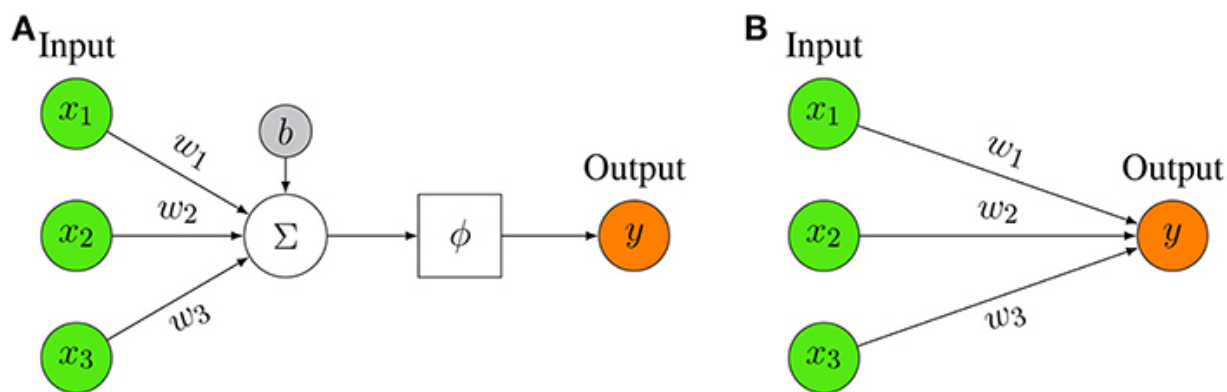 A
Input
x1
w1
b
x2
w2
Σ
ϕ
Output
y
x3
w3
B
Input
x1
w1
x2
w2
Output
y
x3
w3